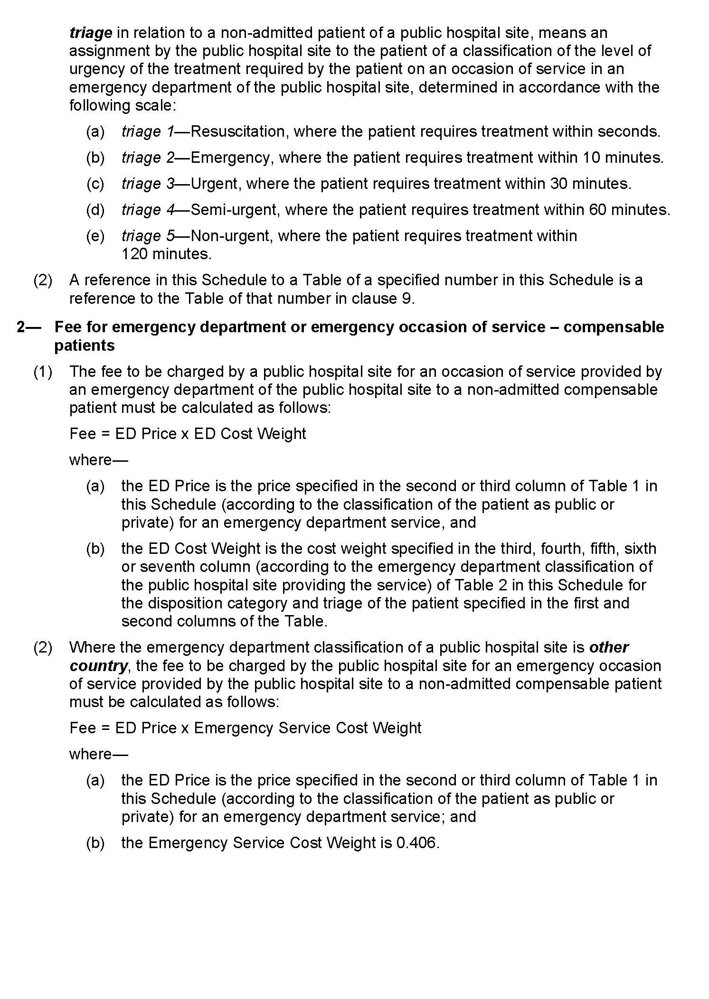 triage in relation to a non-admitted patient of a public hospital site, means an
assignment by the public hospital site to the patient of a classification of the level of
urgency of the treatment required by the patient on an occasion of service in an
emergency department of the public hospital site, determined in accordance with the
following scale:
(a) triage 1—Resuscitation, where the patient requires treatment within seconds.
(b) triage 2—Emergency, where the patient requires treatment within 10 minutes.
(c) triage 3—Urgent, where the patient requires treatment within 30 minutes.
(d) triage 4—Semi-urgent, where the patient requires treatment within 60 minutes.
(e) triage 5—Non-urgent, where the patient requires treatment within
120 minutes.
(2) A reference in this Schedule to a Table of a specified number in this Schedule is a
reference to the Table of that number in clause 9.
2— Fee for emergency department or emergency occasion of service – compensable
patients
(1) The fee to be charged by a public hospital site for an occasion of service provided by
an emergency department of the public hospital site to a non-admitted compensable
patient must be calculated as follows:
Fee = ED Price x ED Cost Weight
where—
(a) the ED Price is the price specified in the second or third column of Table 1 in
this Schedule (according to the classification of the patient as public or
private) for an emergency department service, and
(b) the ED Cost Weight is the cost weight specified in the third, fourth, fifth, sixth
or seventh column (according to the emergency department classification of
the public hospital site providing the service) of Table 2 in this Schedule for
the disposition category and triage of the patient specified in the first and
second columns of the Table.
(2) Where the emergency department classification of a public hospital site is other
country, the fee to be charged by the public hospital site for an emergency occasion
of service provided by the public hospital site to a non-admitted compensable patient
must be calculated as follows:
Fee = ED Price x Emergency Service Cost Weight
where—
(a) the ED Price is the price specified in the second or third column of Table 1 in
this Schedule (according to the classification of the patient as public or
private) for an emergency department service; and
(b) the Emergency Service Cost Weight is 0.406.